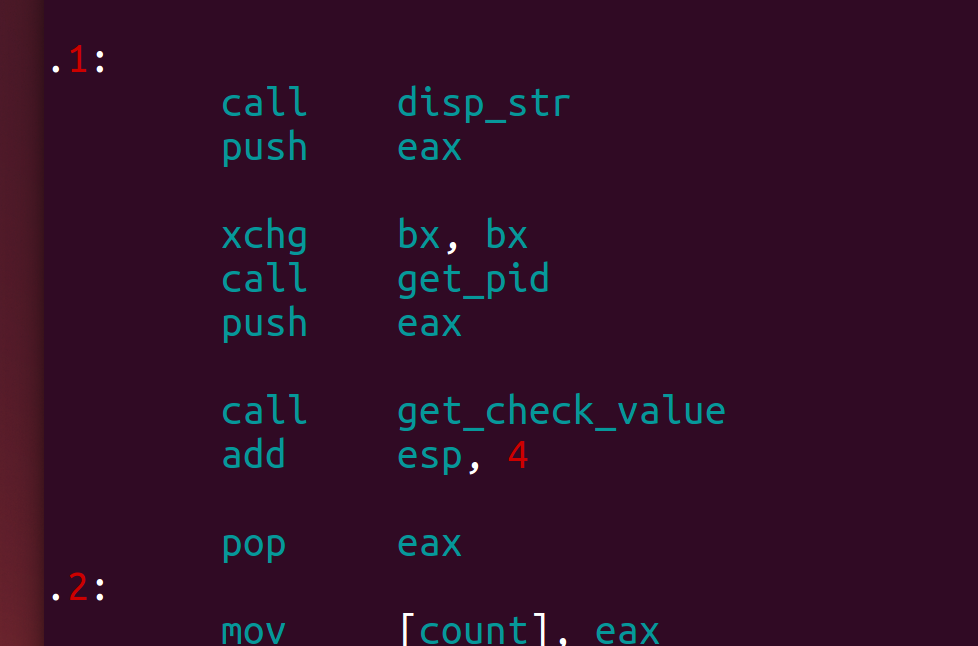 .1:
call disp_str
push eax
xchg bx, bx
call get_pid
push eax
call get_check_value
add esp, 4
pop eax
.2:
mov [count], eax